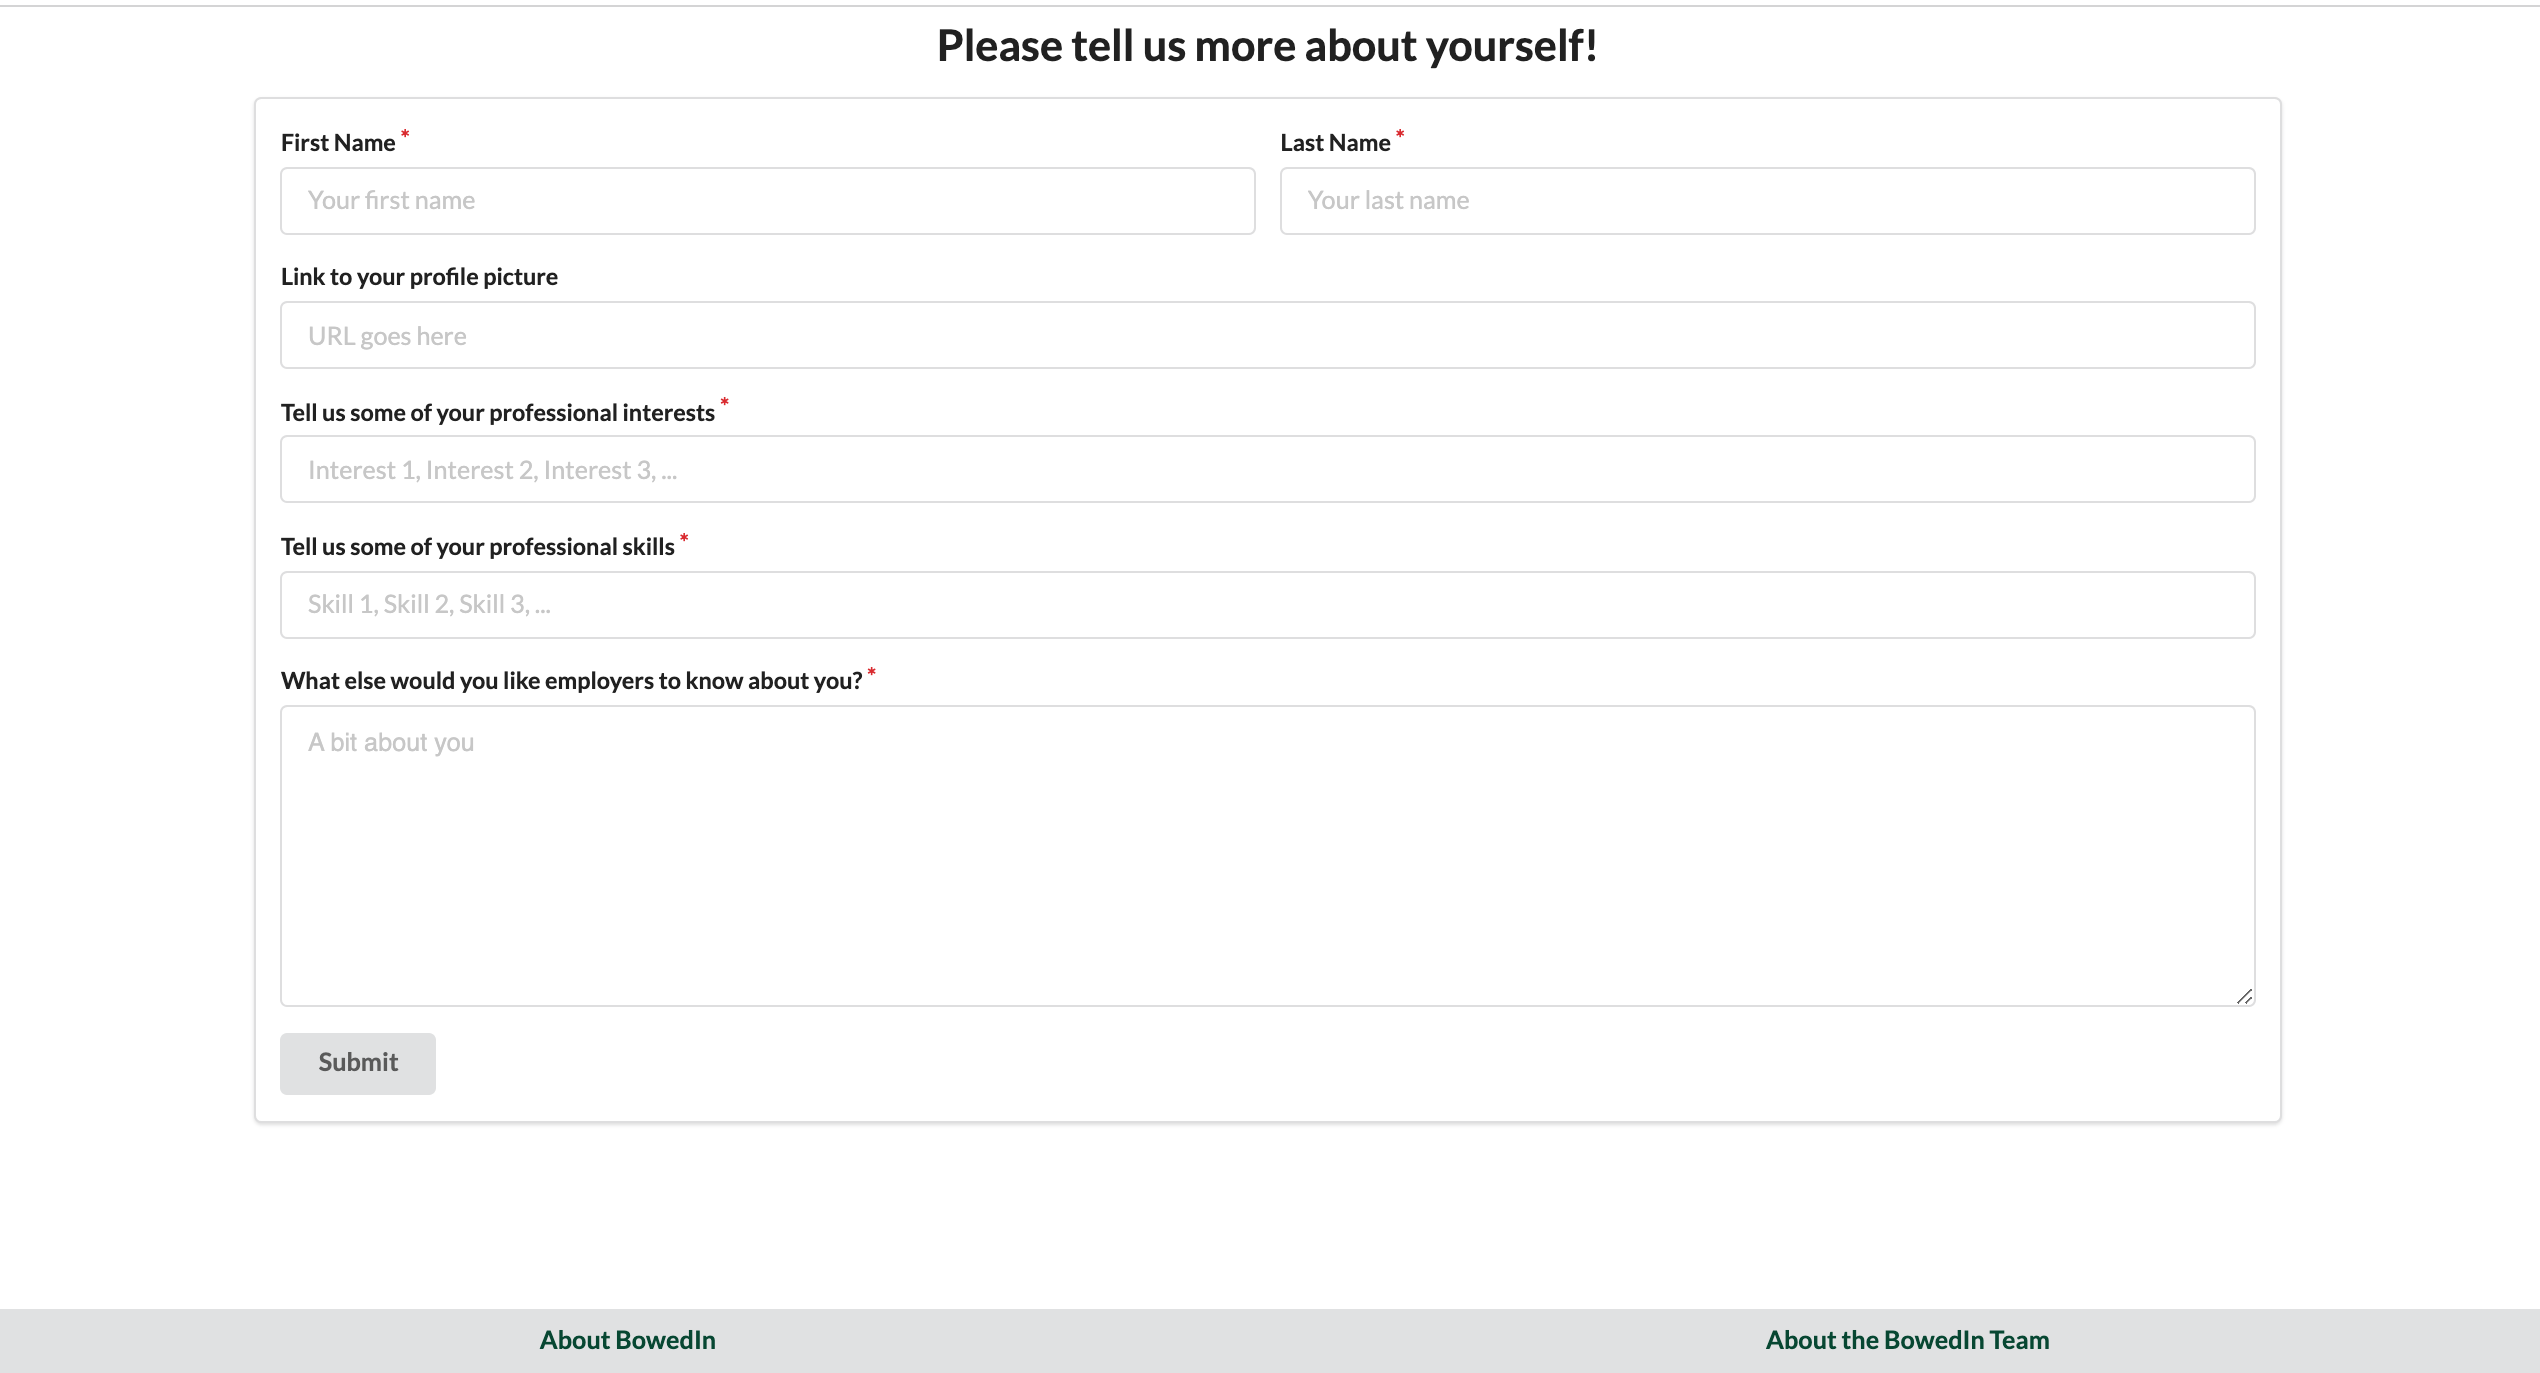 Please tell us more about yourself!
First Name *
Last Name *
Your first name
Your last name
Link to your profile picture
URL goes here
Tell us some of your professional interests *
Interest 1, Interest 2, Interest 3, ...
Tell us some of your professional skills *
Skill 1, Skill 2, Skill 3, ...
What else would you like employers to know about you? *
A bit about you
Submit
About BowedIn
About the BowedIn Team